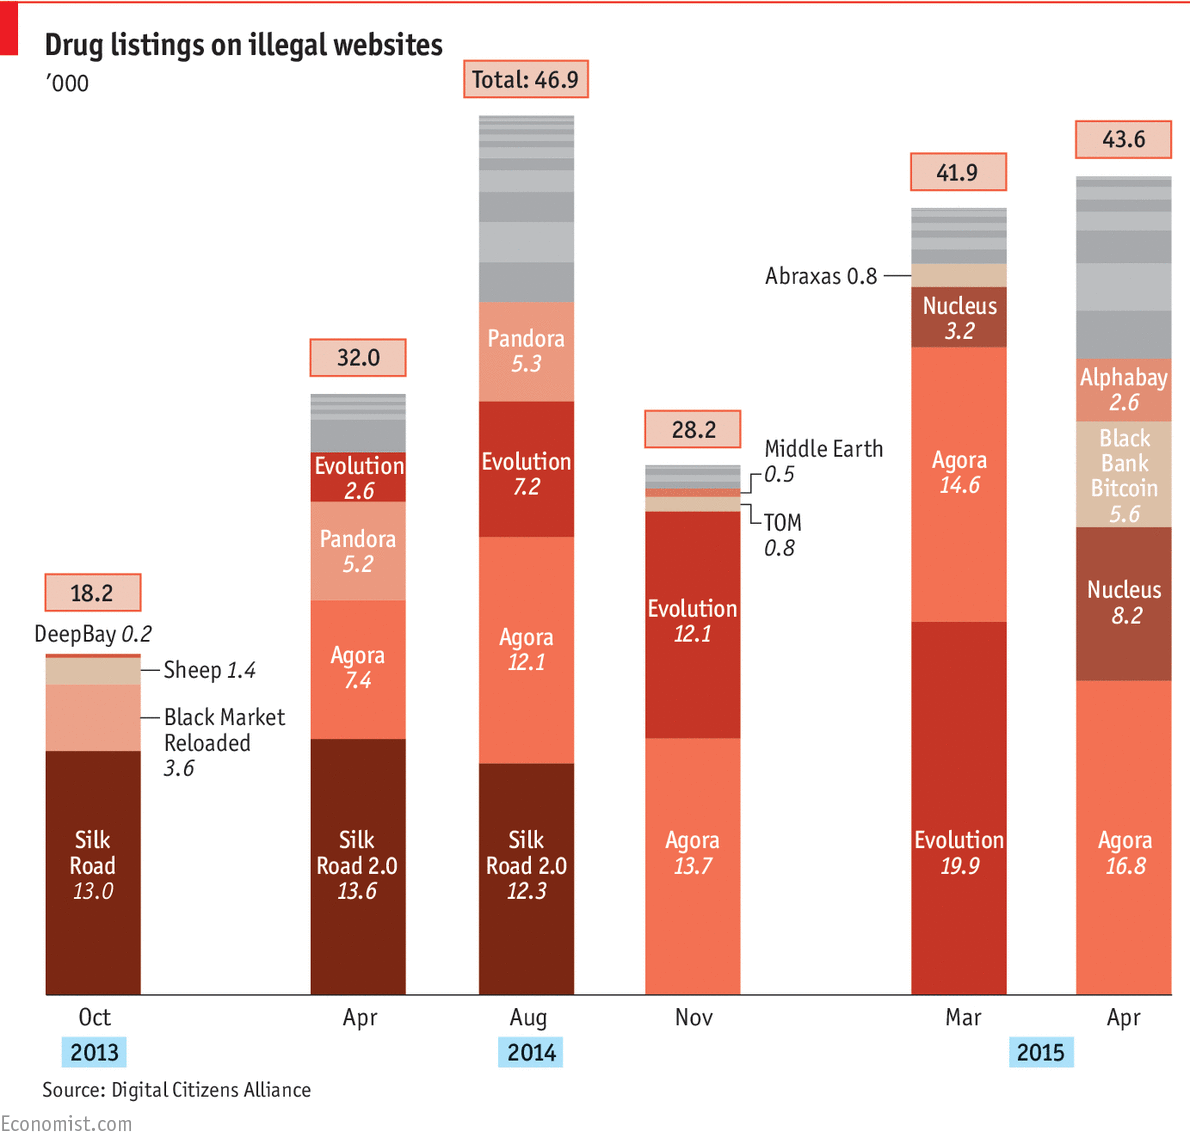 Drug listings on illegal websites
’000
18.2
DeepBay 0.2
Sheep 1.4
Black Market
Reloaded
3.6
Silk
Road
13.0
32.0
Evolution
2.6
Pandora
5.2
Agora
7.4
Silk
Road 2.0
13.6
Total: 46.9
Pandora
5.3
Evolution
7.2
Agora
12.1
Silk
Road 2.0
12.3
28.2
Middle Earth
0.5
TOM
0.8
Evolution
12.1
Agora
13.7
41.9
Abraxas 0.8
Nucleus
3.2
Agora
14.6
Evolution
19.9
43.6
Alphabay
2.6
Black
Bank
Bitcoin
5.6
Nucleus
8.2
Agora
16.8
Oct Apr Aug Nov Mar Apr
2013 2014 2015
Source: Digital Citizens Alliance
Economist.com